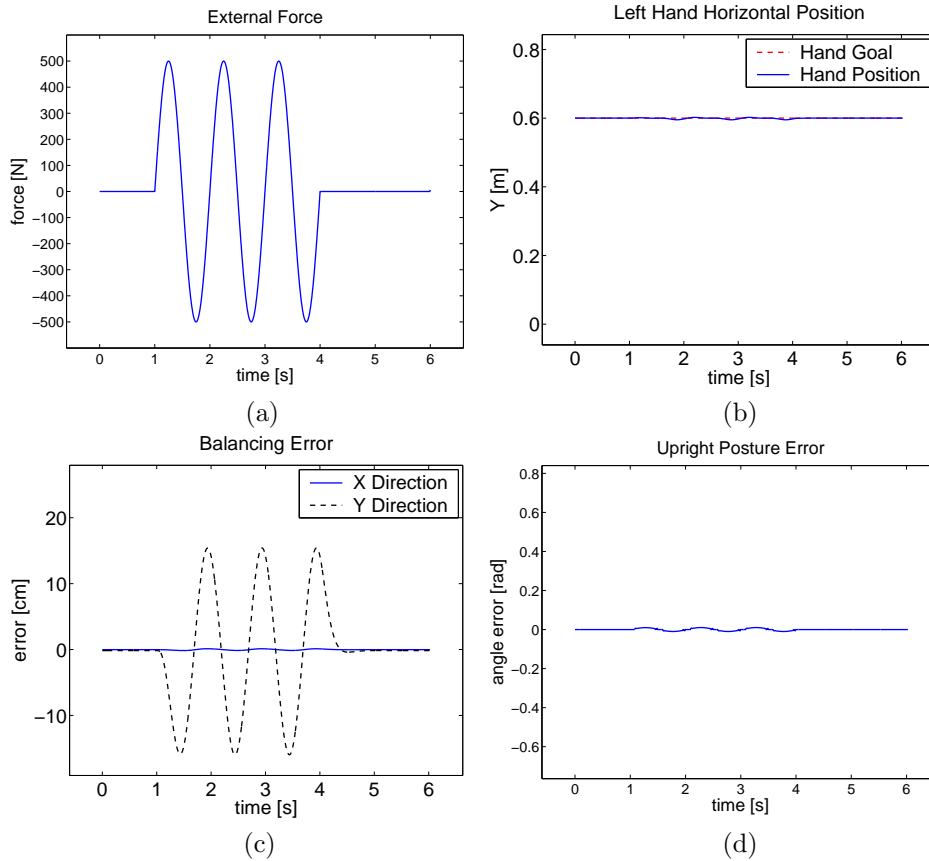 External Force
500
400
300
200
100
0
−100
−200
−300
−400
−500
force [N]
0 1 2 3 4 5 6
time [s]
(a)
Left Hand Horizontal Position
Hand Goal
Hand Position
0.8
0.6
0.4
0.2
0
Y [m]
0 1 2 3 4 5 6
time [s]
(b)
Balancing Error
X Direction
Y Direction
20
10
0
−10
error [cm]
0 1 2 3 4 5 6
time [s]
(c)
Upright Posture Error
0.8
0.6
0.4
0.2
0
−0.2
−0.4
−0.6
angle error [rad]
0 1 2 3 4 5 6
time [s]
(d)